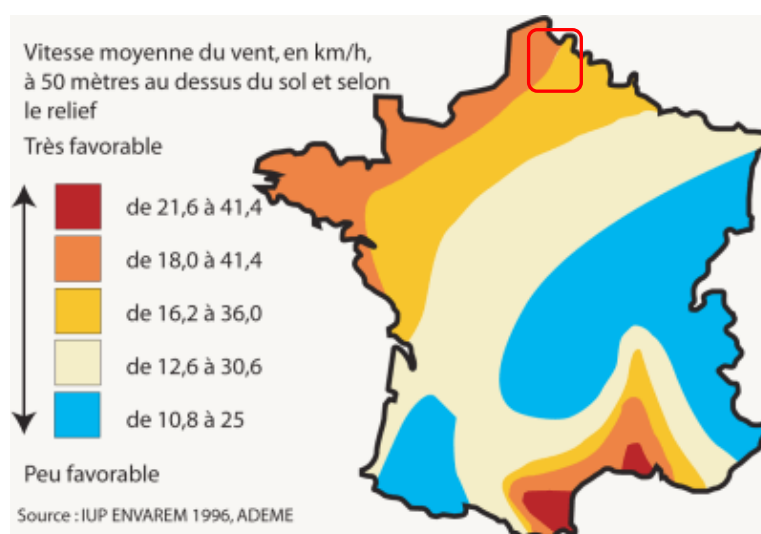 Vitesse moyenne du vent, en km/h,
à 50 mètres au dessus du sol et selon
le relief
Très favorable
de 21,6 à 41,4
de 18,0 à 41,4
de 16,2 à 36,0
de 12,6 à 30,6
de 10,8 à 25
Peu favorable
Source : IUP ENVAREM 1996, ADEME